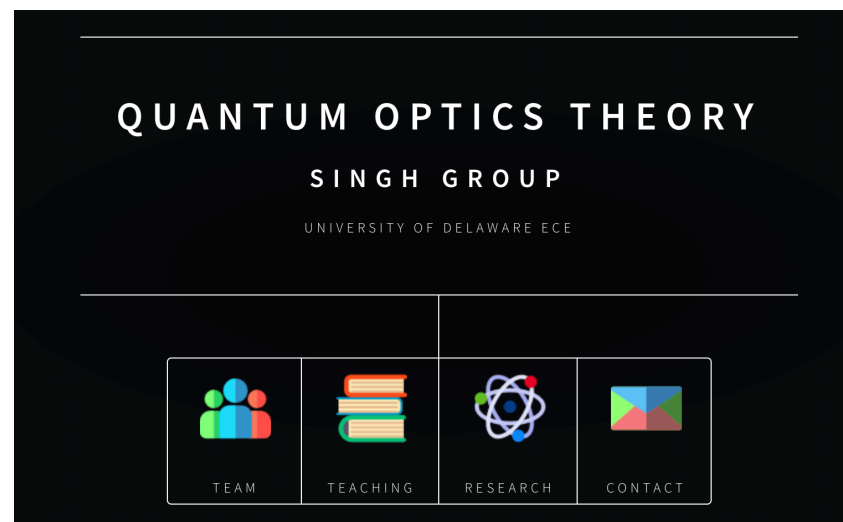 QUANTUM OPTICS THEORY
SINGH GROUP
UNIVERSITY OF DELAWARE ECE
TEAM
TEACHING
RESEARCH
CONTACT